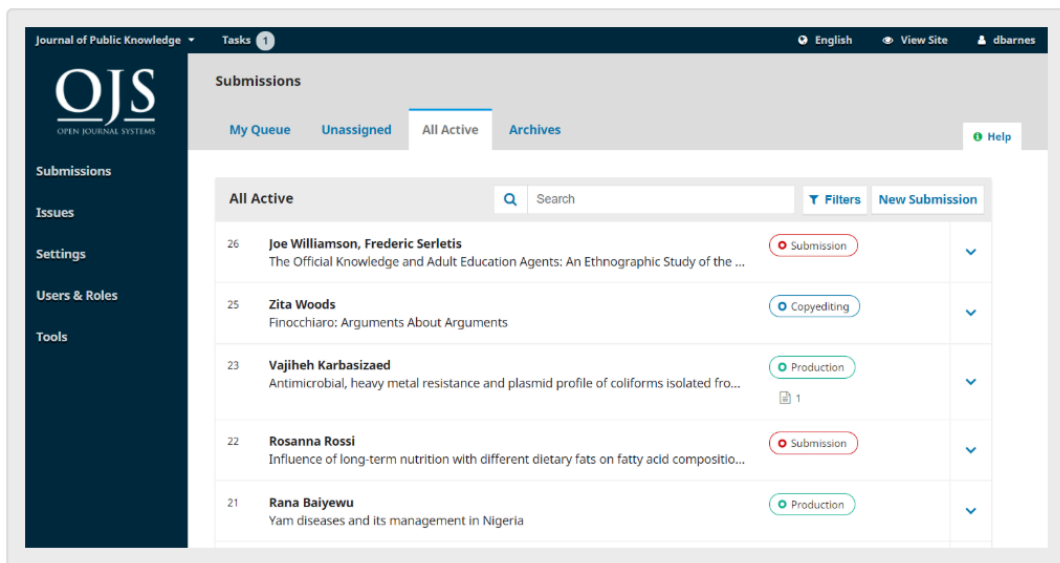 Journal of Public Knowledge
Tasks 1
English
View Site
dbarnes
OJS
OPEN JOURNAL SYSTEMS
Submissions
Issues
Settings
Users & Roles
Tools
Submissions
My Queue
Unassigned
All Active
Archives
Help
All Active
Search
Filters
New Submission
26
Joe Williamson, Frederic Serletis
The Official Knowledge and Adult Education Agents: An Ethnographic Study of the ...
Submission
25
Zita Woods
Finocchiaro: Arguments About Arguments
Copyediting
23
Vajiheh Karbasizaed
Antimicrobial, heavy metal resistance and plasmid profile of coliforms isolated fro...
Production
1
22
Rosanna Rossi
Influence of long-term nutrition with different dietary fats on fatty acid compositio...
Submission
21
Rana Baiyewu
Yam diseases and its management in Nigeria
Production